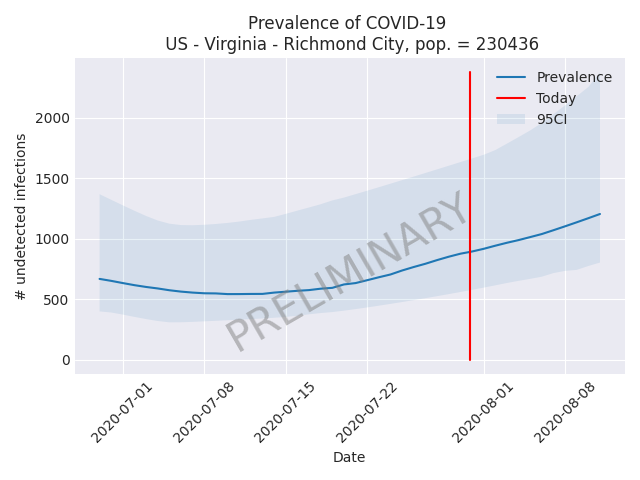 Prevalence of COVID-19
US - Virginia - Richmond City, pop. = 230436
# undetected infections
2000
1500
1000
500
0
Prevalence
Today
95CI
PRELIMINARY
2020-07-01
2020-07-08
2020-07-15
2020-07-22
2020-08-01
2020-08-08
Date